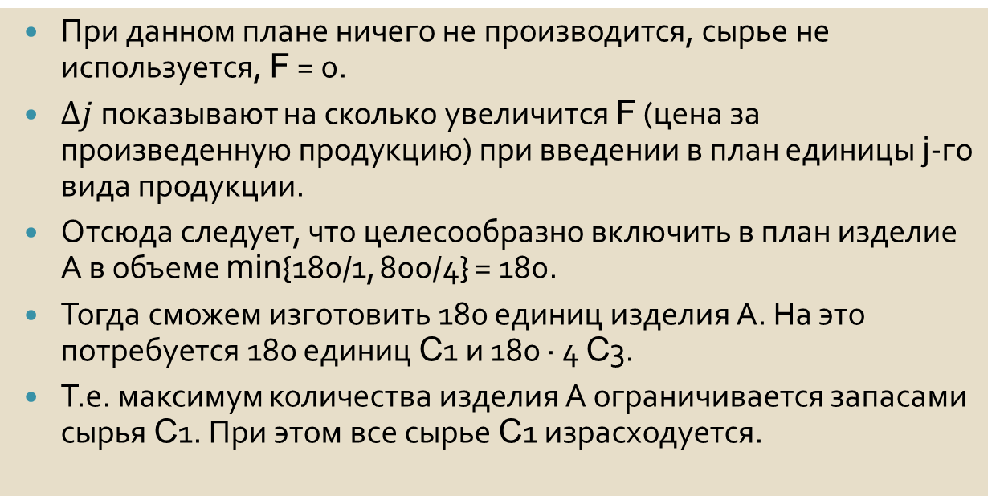 • При данном плане ничего не производится, сырье не
используется, F = 0.
• Δj показывают на сколько увеличится F (цена за
произведенную продукцию) при введении в план единицы j-го
вида продукции.
• Отсюда следует, что целесообразно включить в план изделие
А в объеме min{180/1, 800/4} = 180.
• Тогда сможем изготовить 180 единиц изделия А. На это
потребуется 180 единиц С1 и 180 · 4 С3.
• Т.е. максимум количества изделия А ограничивается запасами
сырья С1. При этом все сырье С1 израсходуется.